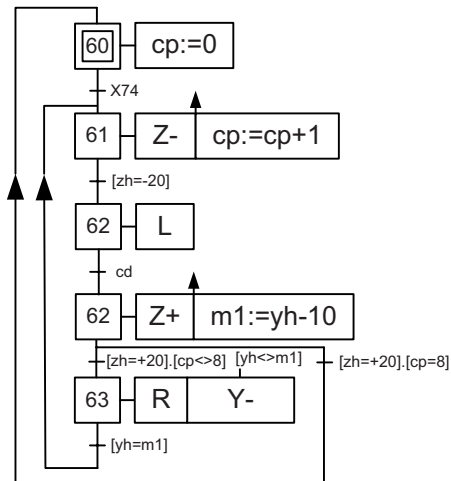 60 cp:=0
X74
61 Z- cp:=cp+1
[zh=-20]
62 L
cd
62 Z+ m1:=yh-10
[zh=+20].[cp<>8] [yh<>m1] [zh=+20].[cp=8]
63 R Y-
[yh=m1]